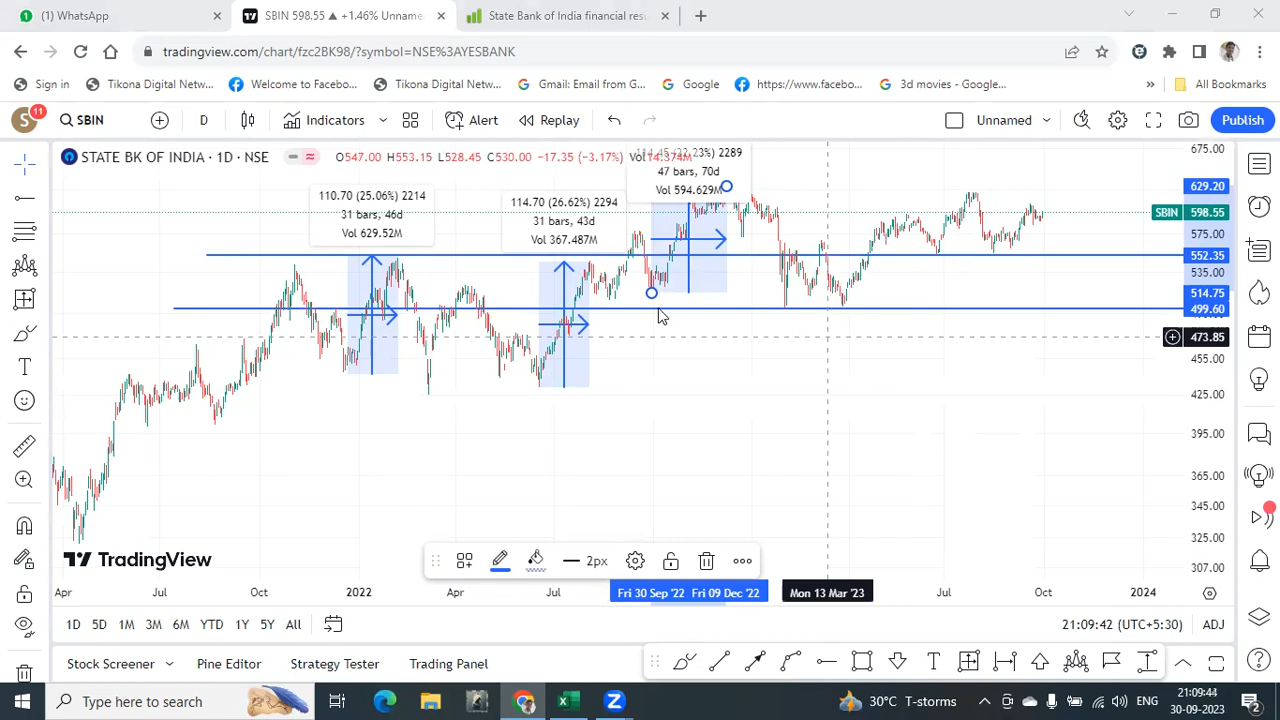 WhatsApp
SBIN 598.55 ▲ +1.46% Unname
State Bank of India financial res
tradingview.com/chart/fzc2BK98/?symbol=NSE%3AYESBANK
Sign in
Tikona Digital Netw...
Welcome to Facebo...
Tikona Digital Netw...
Gmail: Email from G...
Google
https://www.facebo...
3d movies - Google...
»
All Bookmarks
S
11
SBIN
D
Indicators
Alert
Replay
Unnamed
Publish
STATE BK OF INDIA · 1D · NSE
O547.00 H553.15 L528.45 C530.00 -17.35 (-3.17%) Vol14.374M
2289
47 bars, 70d
Vol 594.629M
110.70 (25.06%) 2214
31 bars, 46d
Vol 629.52M
114.70 (26.62%) 2294
31 bars, 43d
Vol 367.487M
675.00
629.20
SBIN 598.55
575.00
552.35
535.00
514.75
499.60
473.85
455.00
425.00
395.00
365.00
345.00
325.00
307.00
TradingView
2px
Apr
Jul
Oct
2022
Apr
Jul
Fri 30 Sep '22
Fri 09 Dec '22
Mon 13 Mar '23
Jul
Oct
2024
1D 5D 1M 3M 6M YTD 1Y 5Y All
21:09:42 (UTC+5:30)
ADJ
Stock Screener
Pine Editor
Strategy Tester
Trading Panel
Type here to search
30°C T-storms
ENG
21:09:44
30-09-2023
2